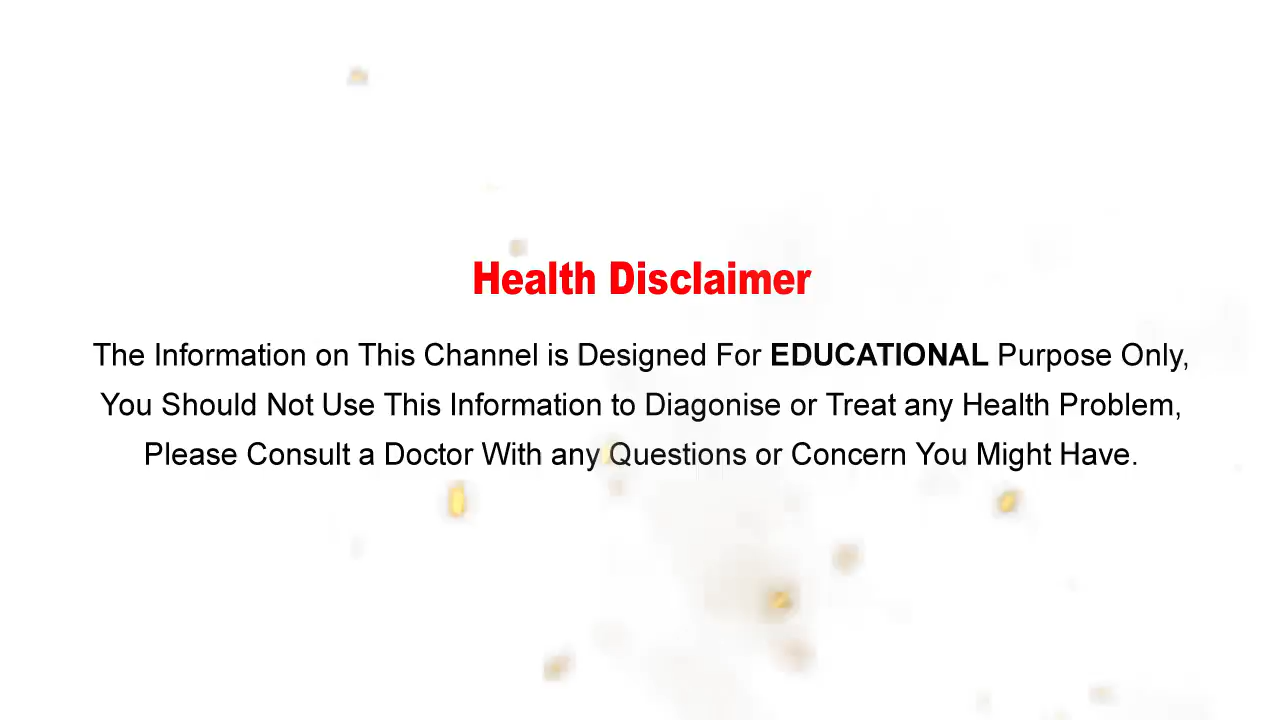 Health Disclaimer
The Information on This Channel is Designed For EDUCATIONAL Purpose Only,
You Should Not Use This Information to Diagonise or Treat any Health Problem,
Please Consult a Doctor With any Questions or Concern You Might Have.